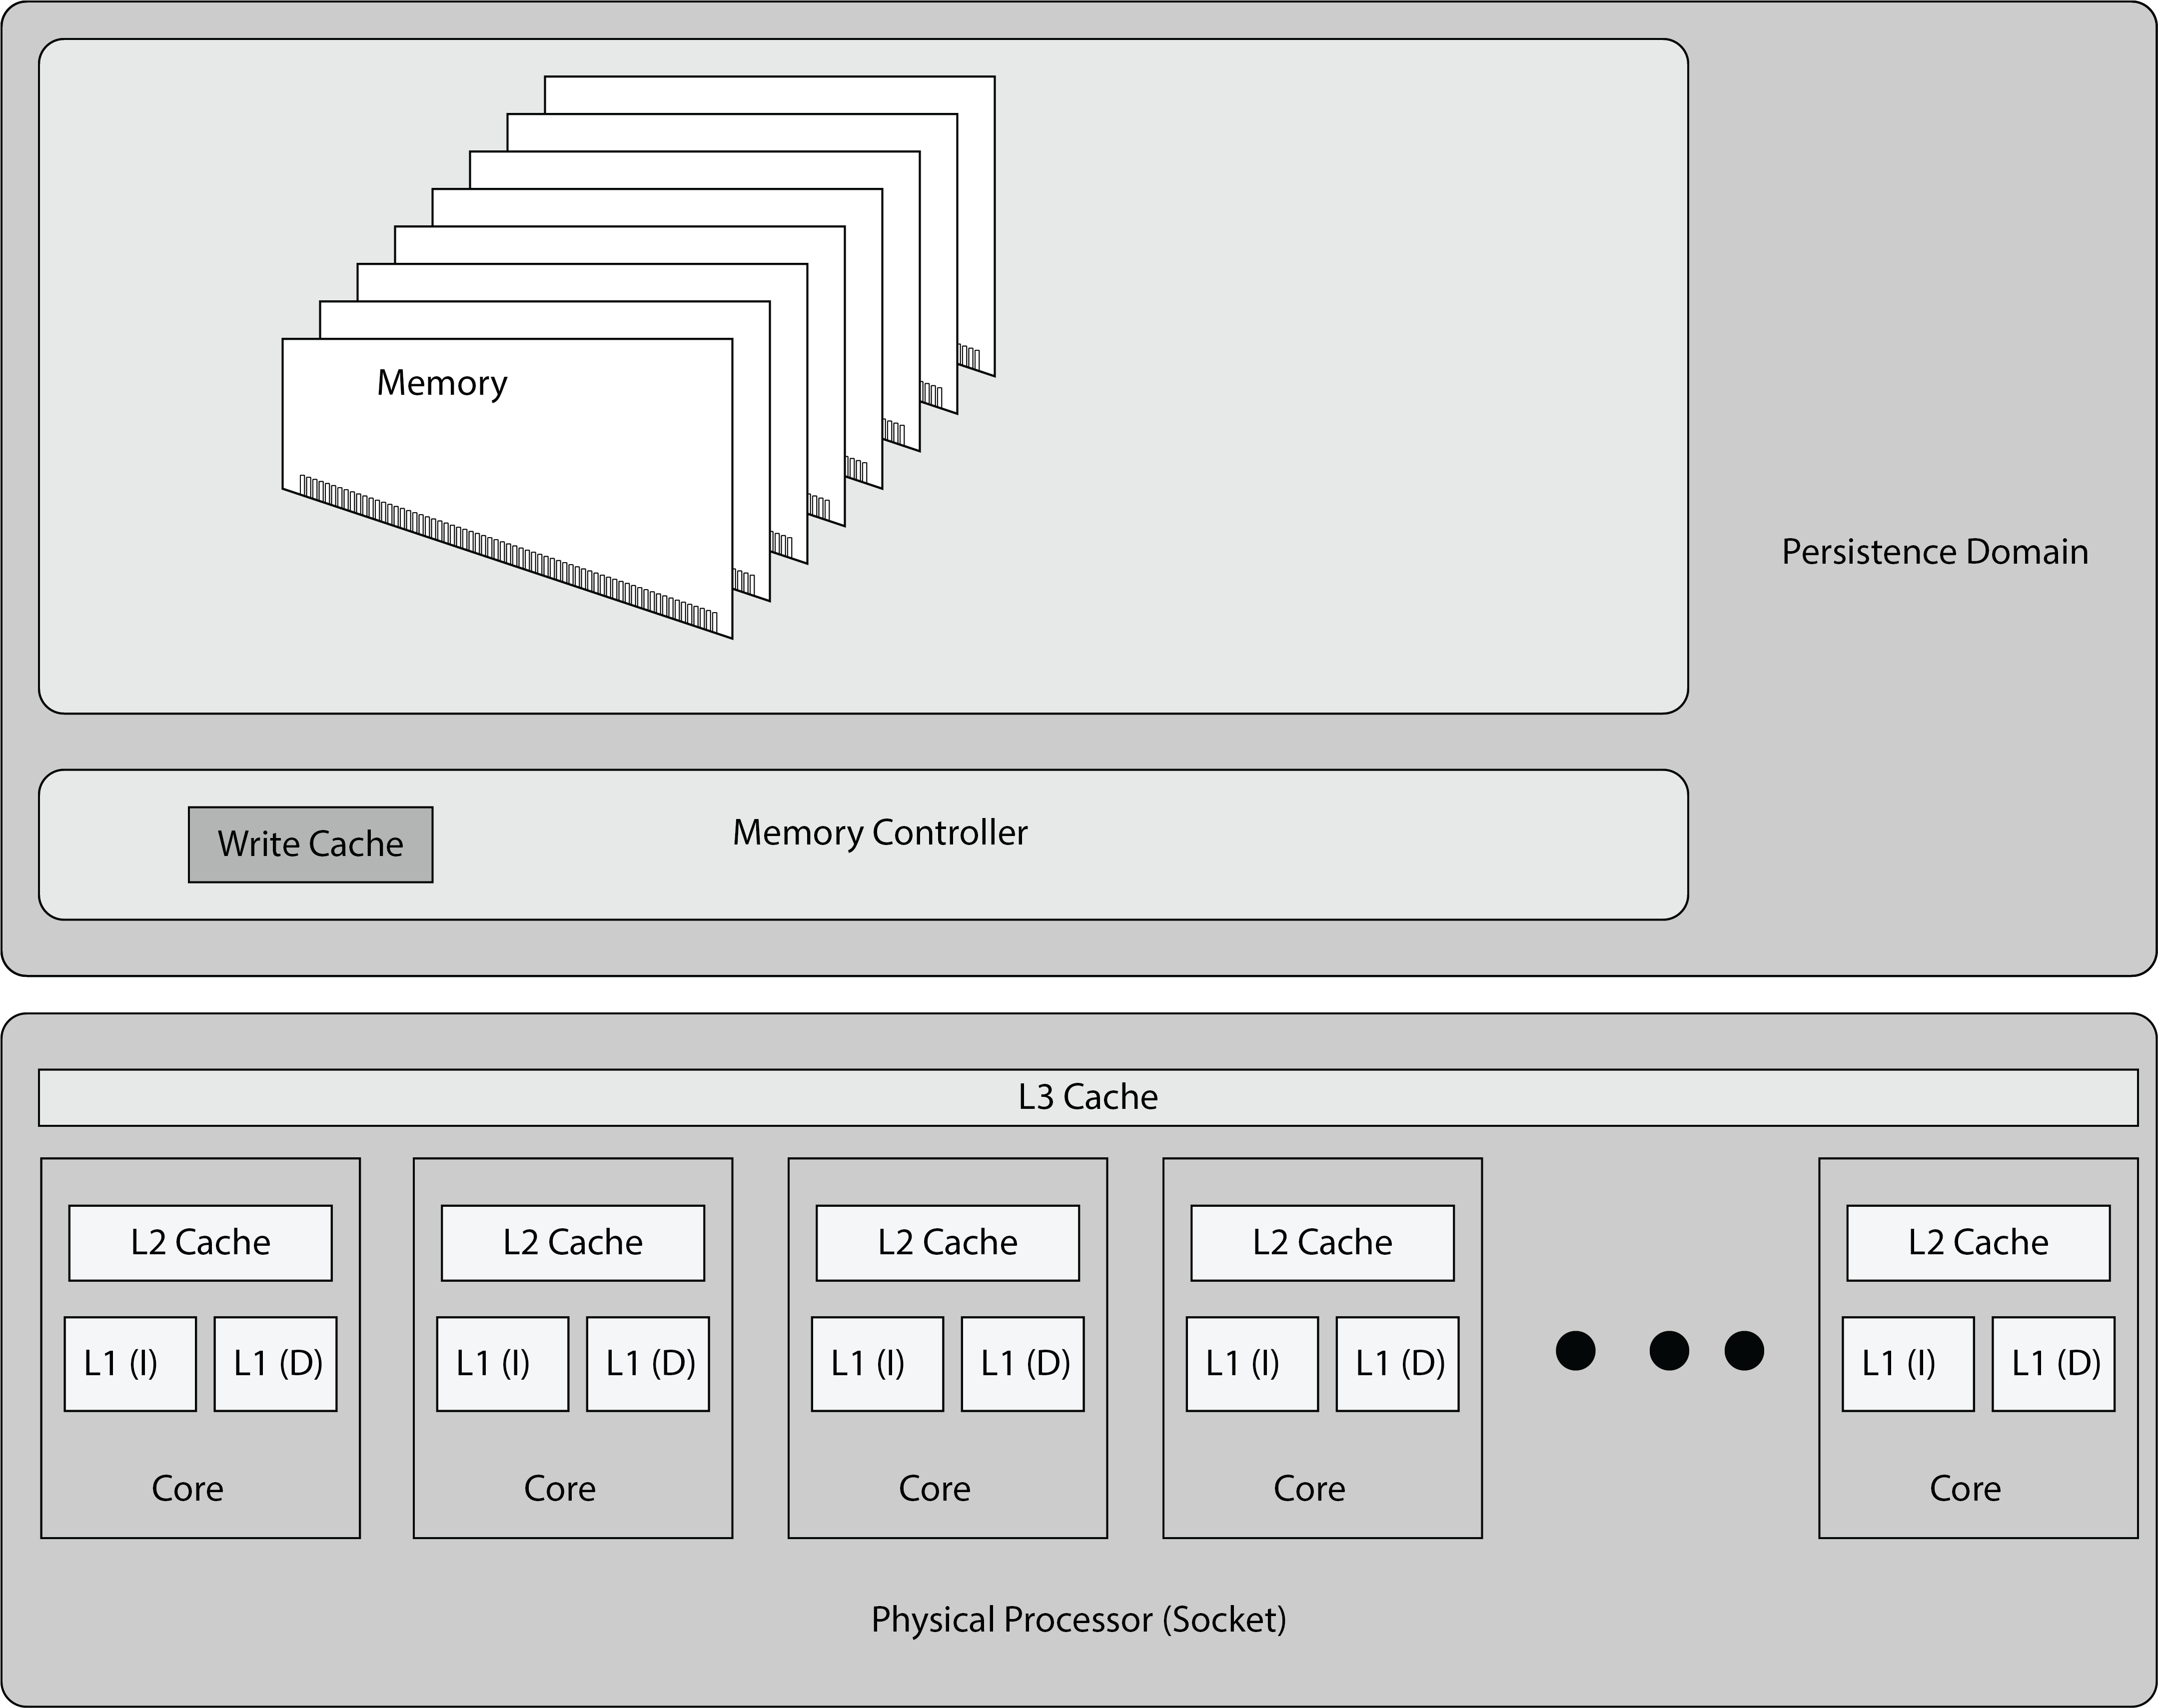 Memory
Persistence Domain
Write Cache
Memory Controller
L3 Cache
L2 Cache
L2 Cache
L2 Cache
L2 Cache
L2 Cache
L1 (I)
L1 (D)
L1 (I)
L1 (D)
L1 (I)
L1 (D)
L1 (I)
L1 (D)
L1 (I)
L1 (D)
Core
Core
Core
Core
Core
Physical Processor (Socket)